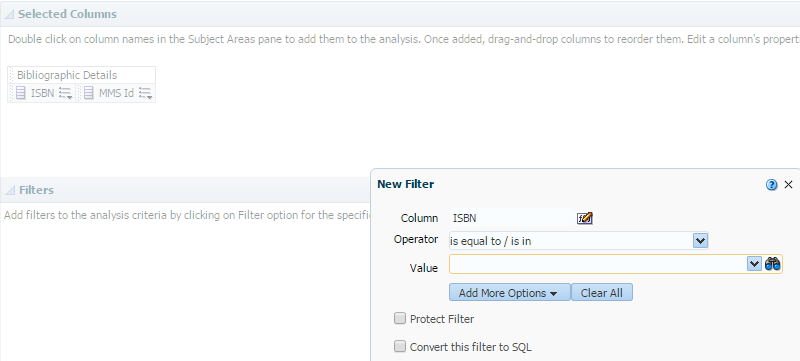 Selected Columns
Double click on column names in the Subject Areas pane to add them to the analysis. Once added, drag-and-drop columns to reorder them. Edit a column's propert
Bibliographic Details
ISBN MMS Id
Filters
Add filters to the analysis criteria by clicking on Filter option for the specific
New Filter
Column ISBN
Operator is equal to / is in
Value
Add More Options Clear All
Protect Filter
Convert this filter to SQL